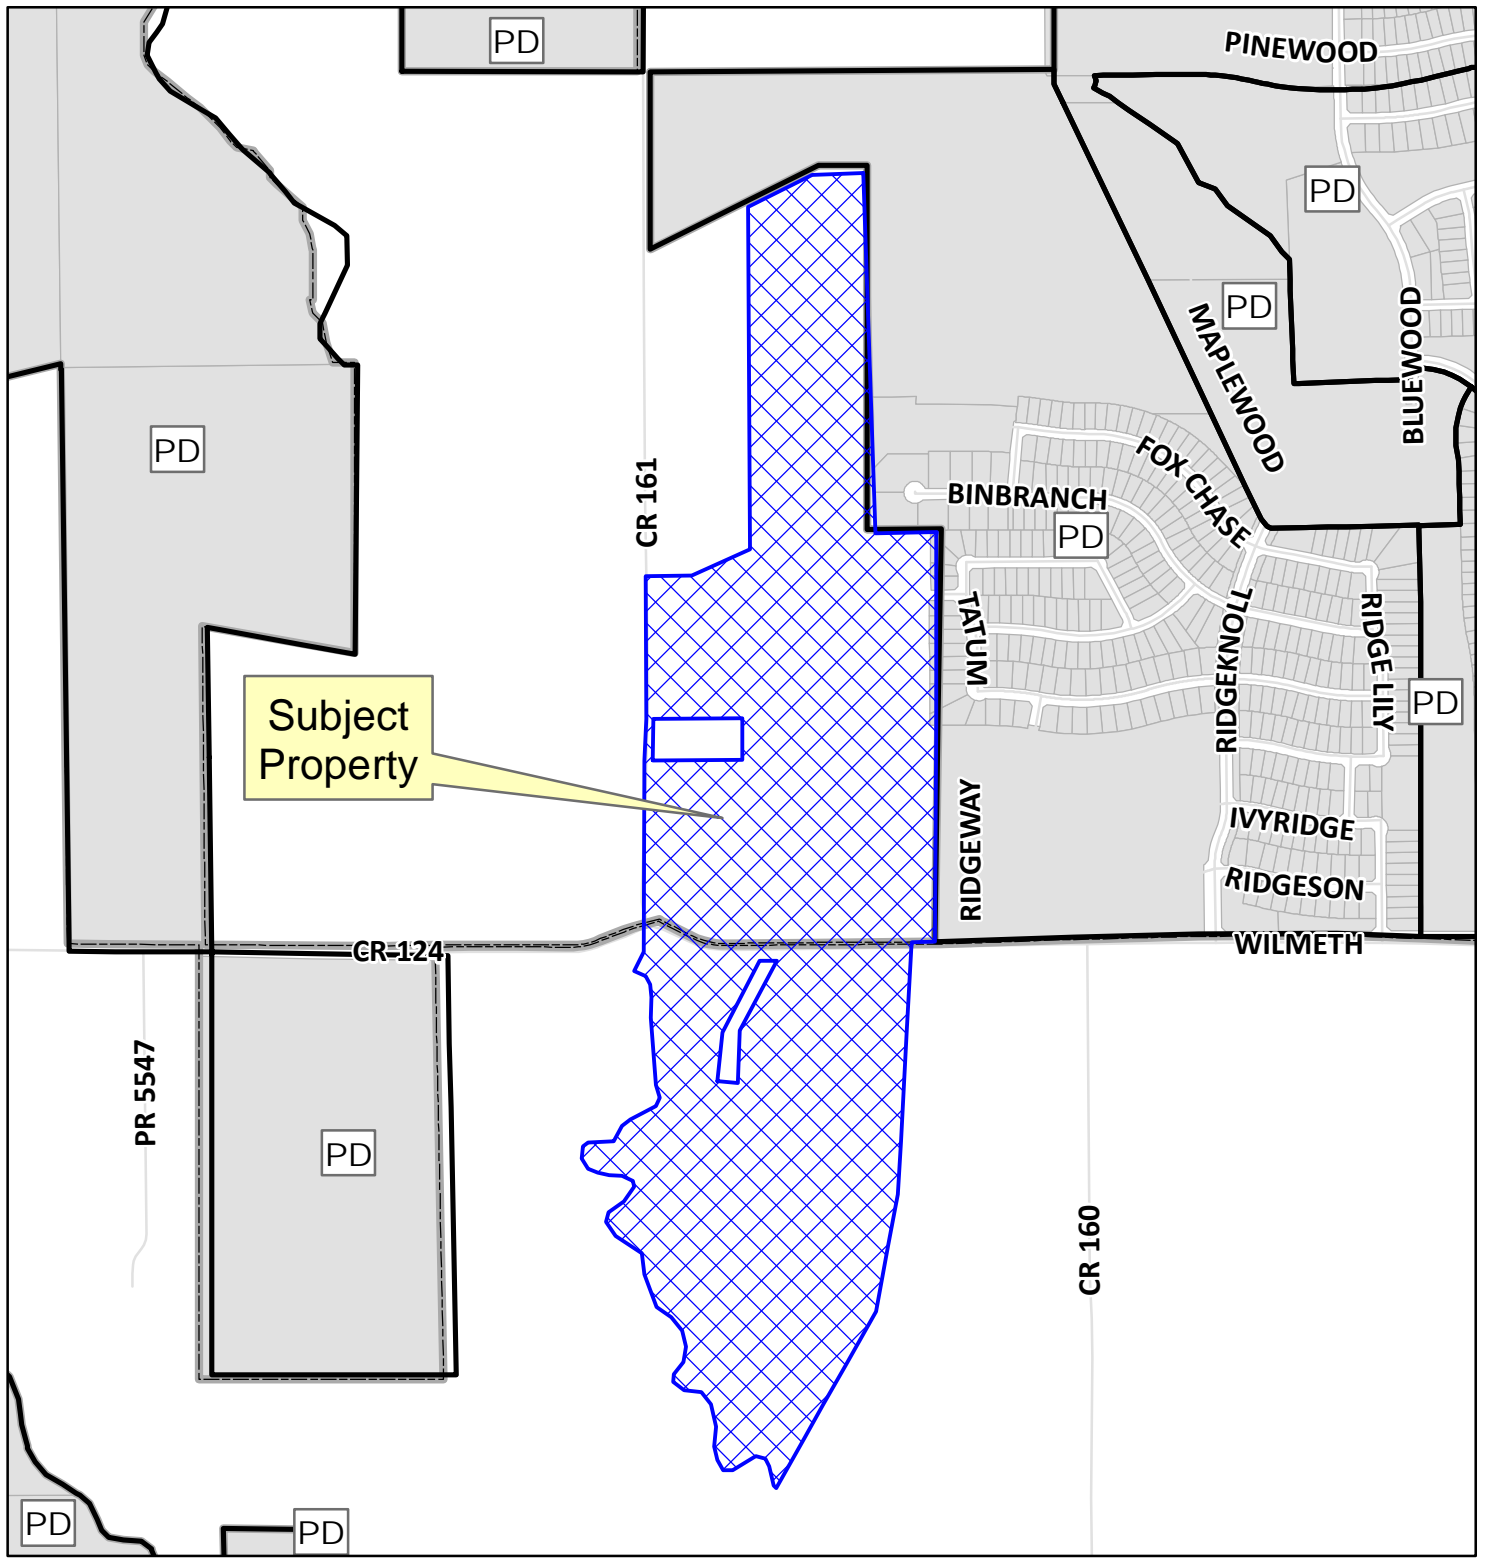 PD
PINEWOOD
PD
PD
MAPLEWOOD
BLUEWOOD
PD
CR 161
FOX CHASE
BINBRANCH
PD
TATUM
RIDGEKNOLL
RIDGE LILY
PD
Subject
Property
RIDGEWAY
IVYRIDGE
RIDGESON
CR 124
WILMETH
PR 5547
PD
CR 160
PD
PD